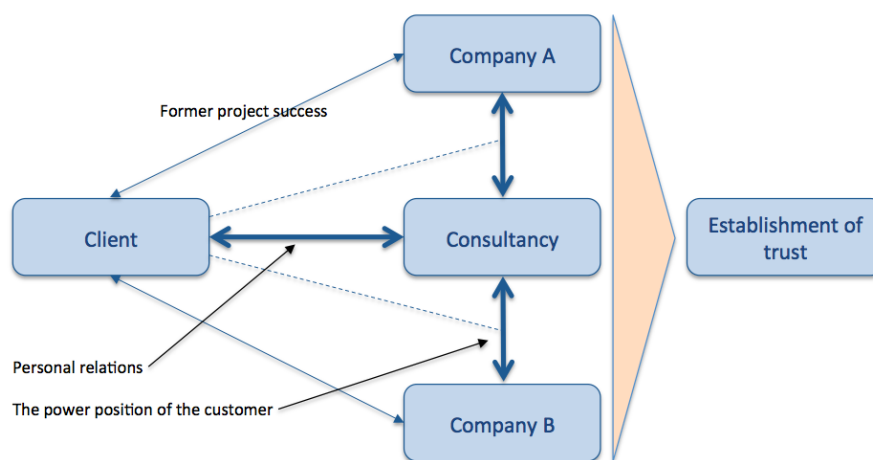 Company A
Former project success
Client
Consultancy
Establishment of
trust
Personal relations
The power position of the customer
Company B